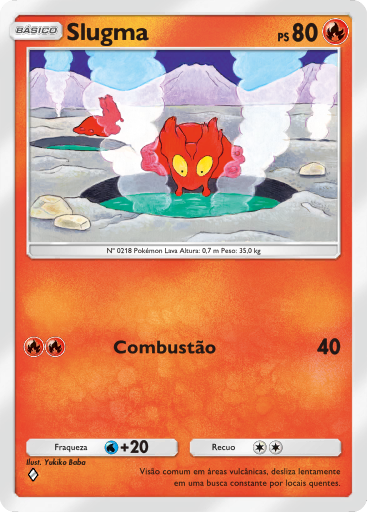 BÁSICO Slugma PS 80
Nº 0218 Pokémon Lava Altura: 0,7 m Peso: 35,0 kg
Combustão 40
Fraqueza +20 Recuo
Ilust. Yukiko Baba
Visão comum em áreas vulcânicas, desliza lentamente
em uma busca constante por locais quentes.